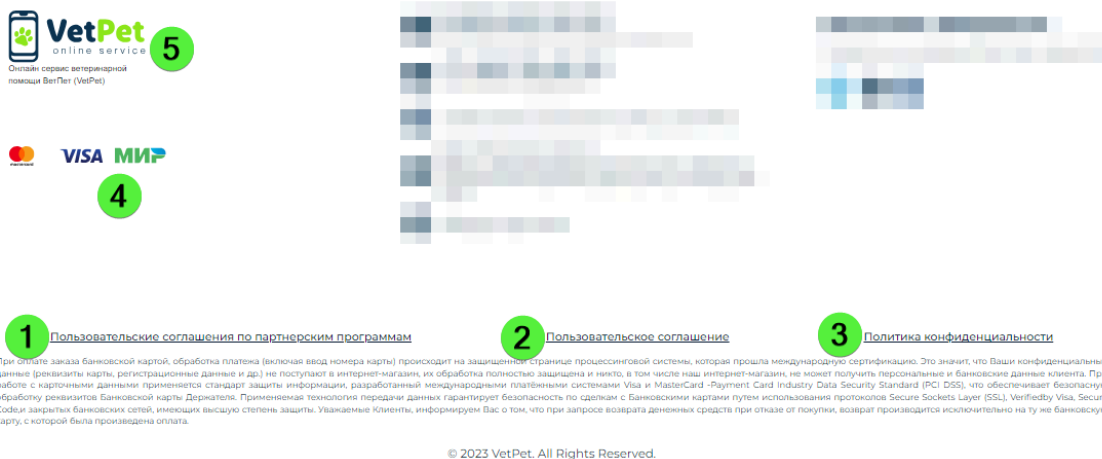 VetPet
online service
5
Онлайн сервис ветеринарной
помощи ВетПет (VetPet)
mastercard
VISA МИР
4
1 Пользовательские соглашения по партнерским программам
2 Пользовательское соглашение
3 Политика конфиденциальности
При оплате заказа банковской картой, обработка платежа (включая ввод номера карты) происходит на защищенной странице процессинговой системы, которая прошла международную сертификацию. Это значит, что Ваши конфиденциальные
данные (реквизиты карты, регистрационные данные и др.) не поступают в интернет-магазин, их обработка полностью защищена и никто, в том числе наш интернет-магазин, не может получить персональные и банковские данные клиента. При
работе с карточными данными применяется стандарт защиты информации, разработанный международными платёжными системами Visa и MasterCard -Payment Card Industry Data Security Standard (PCI DSS), что обеспечивает безопасную
обработку реквизитов Банковской карты Держателя. Применяемая технология передачи данных гарантирует безопасность по сделкам с Банковскими картами путем использования протоколов Secure Sockets Layer (SSL), Verifiedby Visa, Secure
Code,и закрытых банковских сетей, имеющих высшую степень защиты. Уважаемые Клиенты, информируем Вас о том, что при запросе возврата денежных средств при отказе от покупки, возврат производится исключительно на ту же банковскую
карту, с которой была произведена оплата.
© 2023 VetPet. All Rights Reserved.